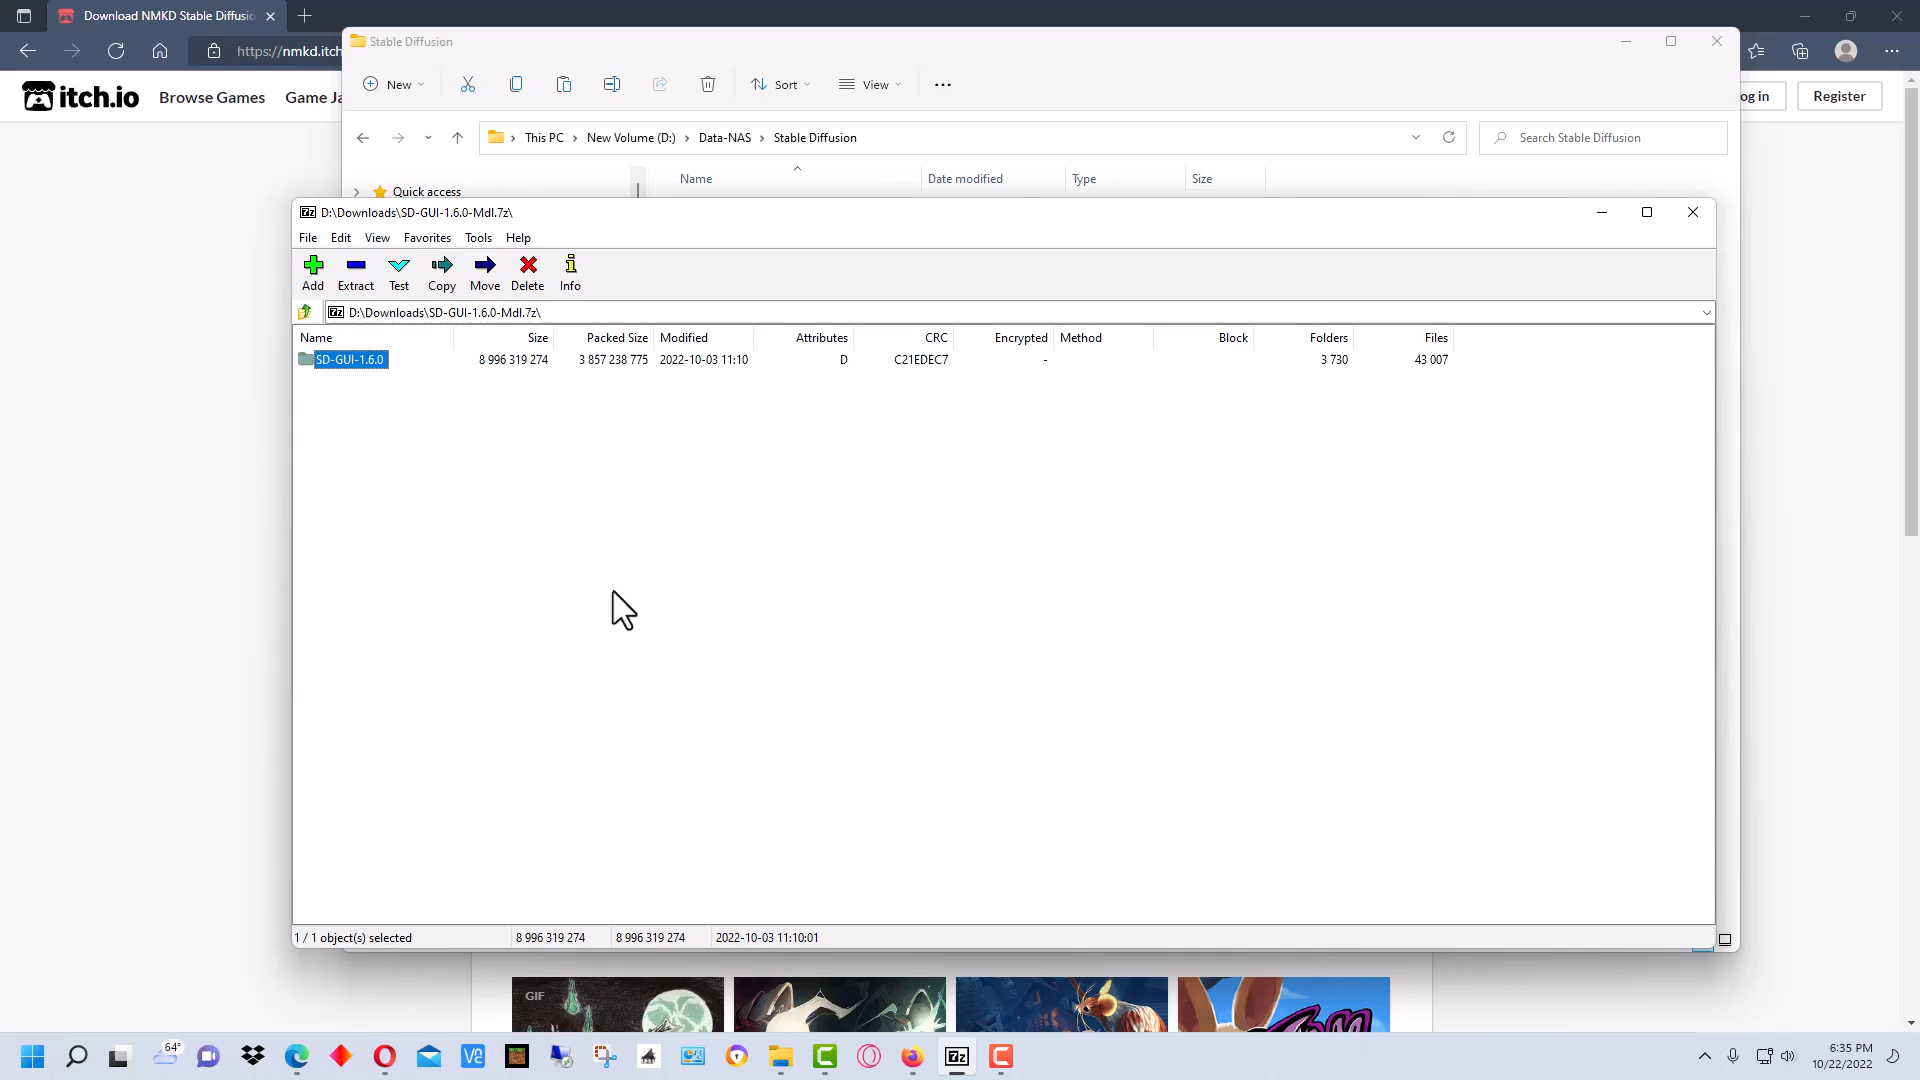 Download NMKD Stable Diffusio
https://nmkd.itch
itch.io
Browse Games
Game Ja
og in
Register
Stable Diffusion
New
Sort
View
This PC
New Volume (D:)
Data-NAS
Stable Diffusion
Search Stable Diffusion
Quick access
Name
Date modified
Type
Size
7z
D:\Downloads\SD-GUI-1.6.0-Mdl.7z\
File
Edit
View
Favorites
Tools
Help
Add
Extract
Test
Copy
Move
Delete
Info
7z
D:\Downloads\SD-GUI-1.6.0-Mdl.7z\
Name
Size
Packed Size
Modified
Attributes
CRC
Encrypted
Method
Block
Folders
Files
SD-GUI-1.6.0
8 996 319 274
3 857 238 775
2022-10-03 11:10
D
C21EDEC7
-
3 730
43 007
1 / 1 object(s) selected
8 996 319 274
8 996 319 274
2022-10-03 11:10:01
GIF
64°
7z
6:35 PM
10/22/2022